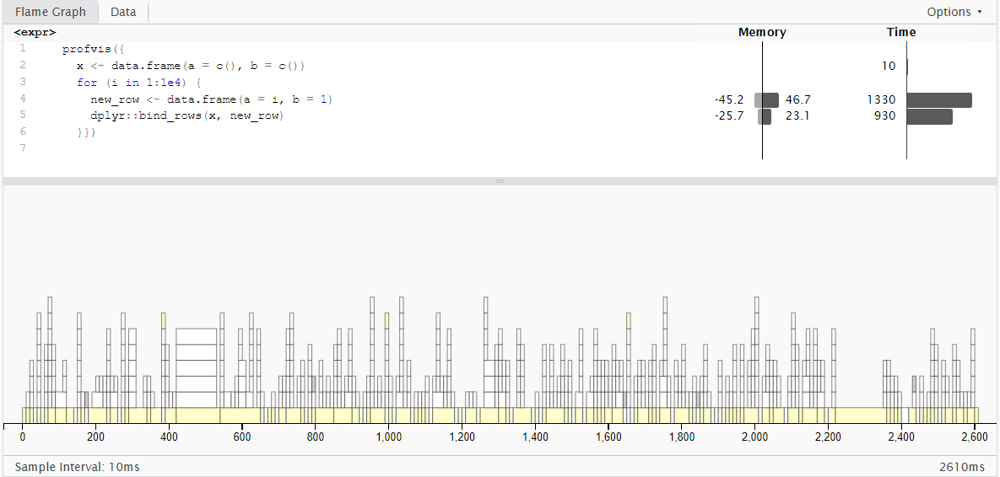 Flame Graph Data Options ▾
<expr> Memory Time
1 profvis({
2 x <- data.frame(a = c(), b = c()) 10
3 for (i in 1:1e4) {
4 new_row <- data.frame(a = i, b = 1) -45.2 46.7 1330
5 dplyr::bind_rows(x, new_row) -25.7 23.1 930
6 }})
7
0 200 400 600 800 1,000 1,200 1,400 1,600 1,800 2,000 2,200 2,400 2,600
Sample Interval: 10ms 2610ms